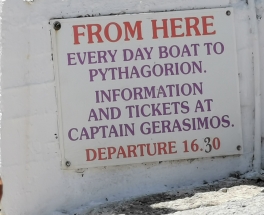 FROM HERE
EVERY DAY BOAT TO
PYTHAGORION.
INFORMATION
AND TICKETS AT
CAPTAIN GERASIMOS.
DEPARTURE 16.30